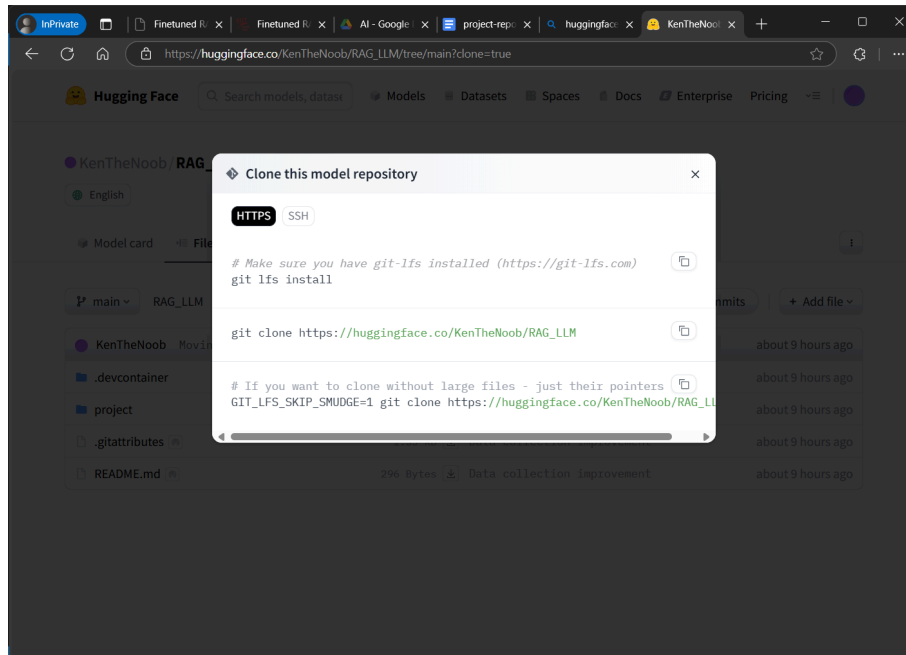 InPrivate
Finetuned R
Finetuned R
AI - Google
project-repo
huggingface
KenTheNool
https://huggingface.co/KenTheNoob/RAG_LLM/tree/main?clone=true
Hugging Face
Search models, datase
Models
Datasets
Spaces
Docs
Enterprise
Pricing
KenTheNoob/RAG_
English
Model card
File
Clone this model repository
HTTPS SSH
# Make sure you have git-lfs installed (https://git-lfs.com)
git lfs install
git clone https://huggingface.co/KenTheNoob/RAG_LLM
# If you want to clone without large files - just their pointers
GIT_LFS_SKIP_SMUDGE=1 git clone https://huggingface.co/KenTheNoob/RAG_LL
main
RAG_LLM
mmits
+ Add file
KenTheNoob Movin
about 9 hours ago
.devcontainer
about 9 hours ago
project
about 9 hours ago
.gitattributes
Data collection improvement
about 9 hours ago
README.md
296 Bytes
Data collection improvement
about 9 hours ago